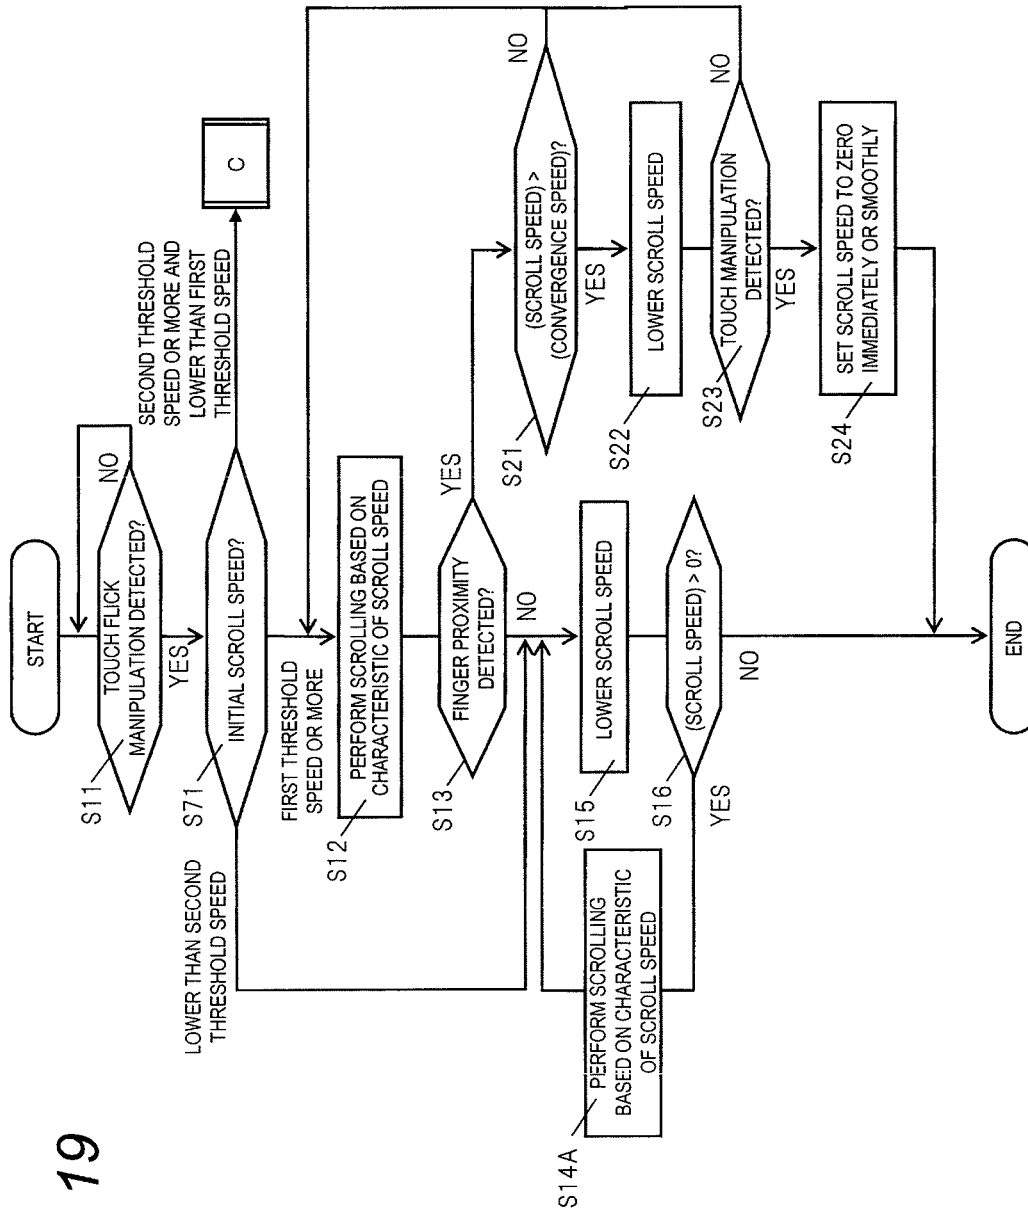 19
START
TOUCH FLICK
MANIPULATION DETECTED?
S11
NO
YES
INITIAL SCROLL SPEED?
S71
SECOND THRESHOLD
SPEED OR MORE AND
LOWER THAN FIRST
THRESHOLD SPEED
C
LOWER THAN SECOND
THRESHOLD SPEED
FIRST THRESHOLD
SPEED OR MORE
PERFORM SCROLLING BASED ON
CHARACTERISTIC OF SCROLL SPEED
S12
FINGER PROXIMITY
DETECTED?
S13
YES
NO
LOWER SCROLL SPEED
S15
(SCROLL SPEED) > 0?
S16
YES
NO
PERFORM SCROLLING
BASED ON CHARACTERISTIC
OF SCROLL SPEED
S14A
(SCROLL SPEED) >
(CONVERGENCE SPEED)?
S21
NO
YES
LOWER SCROLL SPEED
S22
TOUCH MANIPULATION
DETECTED?
S23
NO
YES
SET SCROLL SPEED TO ZERO
IMMEDIATELY OR SMOOTHLY
S24
END